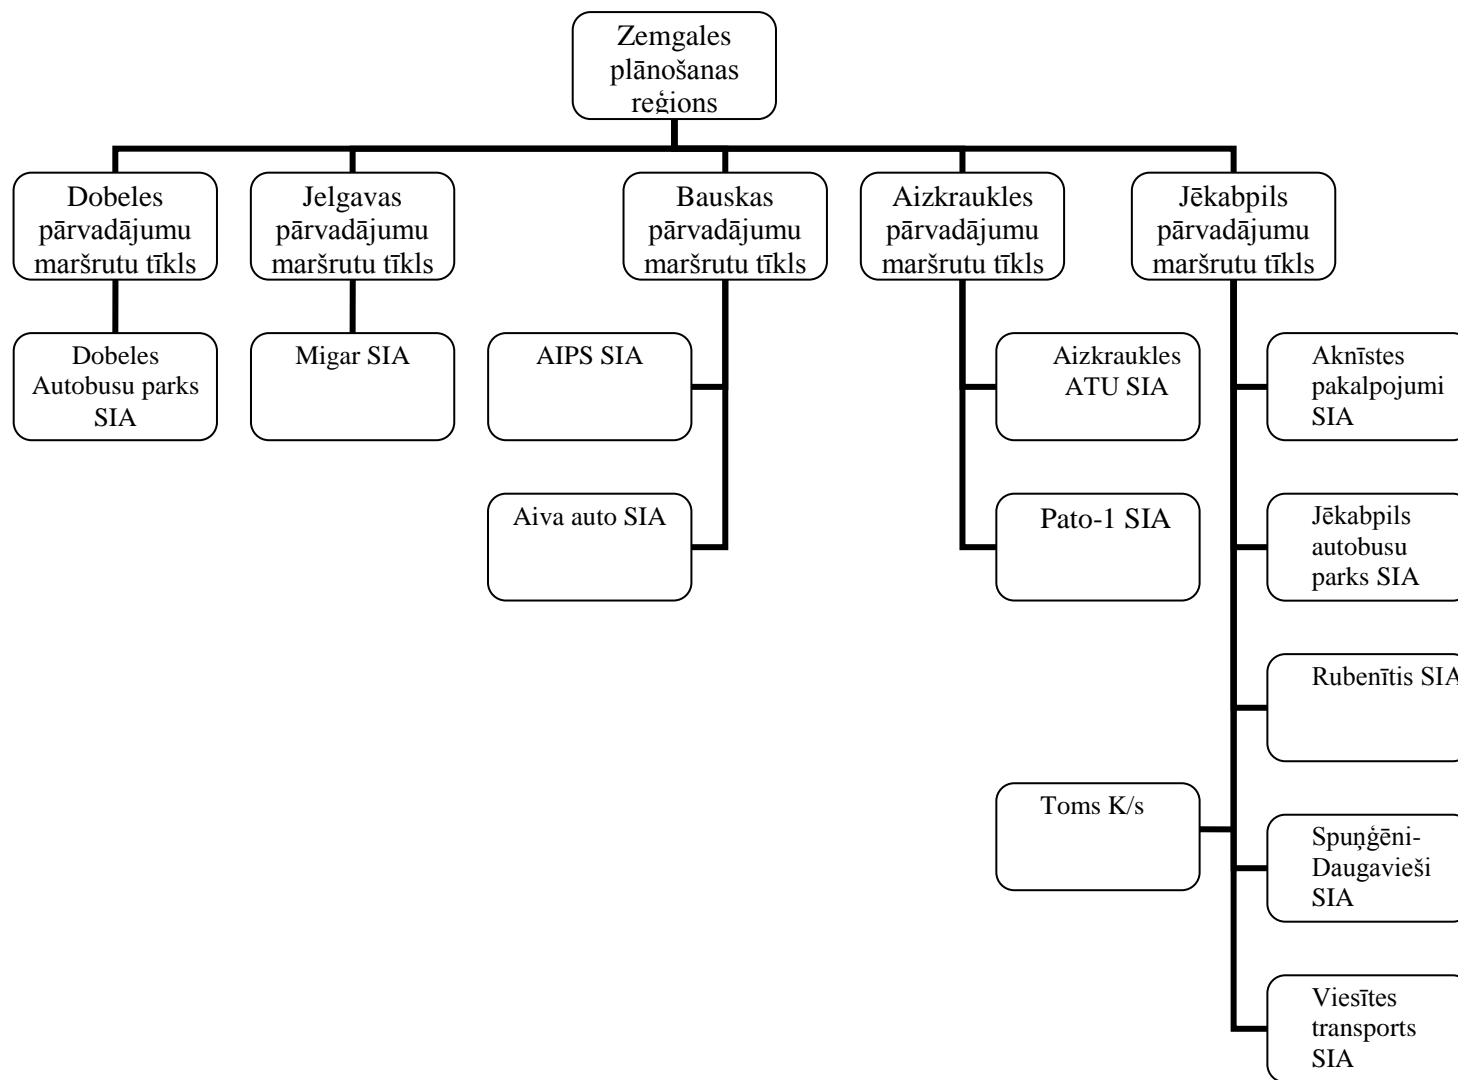 Zemgales
plānošanas
reģions
Dobeles
pārvadājumu
maršrutu tīkls
Jelgavas
pārvadājumu
maršrutu tīkls
Bauskas
pārvadājumu
maršrutu tīkls
Aizkraukles
pārvadājumu
maršrutu tīkls
Jēkabpils
pārvadājumu
maršrutu tīkls
Dobeles
Autobusu parks
SIA
Migar SIA
AIPS SIA
Aizkraukles
ATU SIA
Aknīstes
pakalpojumi
SIA
Aiva auto SIA
Pato-1 SIA
Jēkabpils
autobusu
parks SIA
Rubenītis SIA
Toms K/s
Spuņģēni-
Daugavieši
SIA
Viesītes
transports
SIA